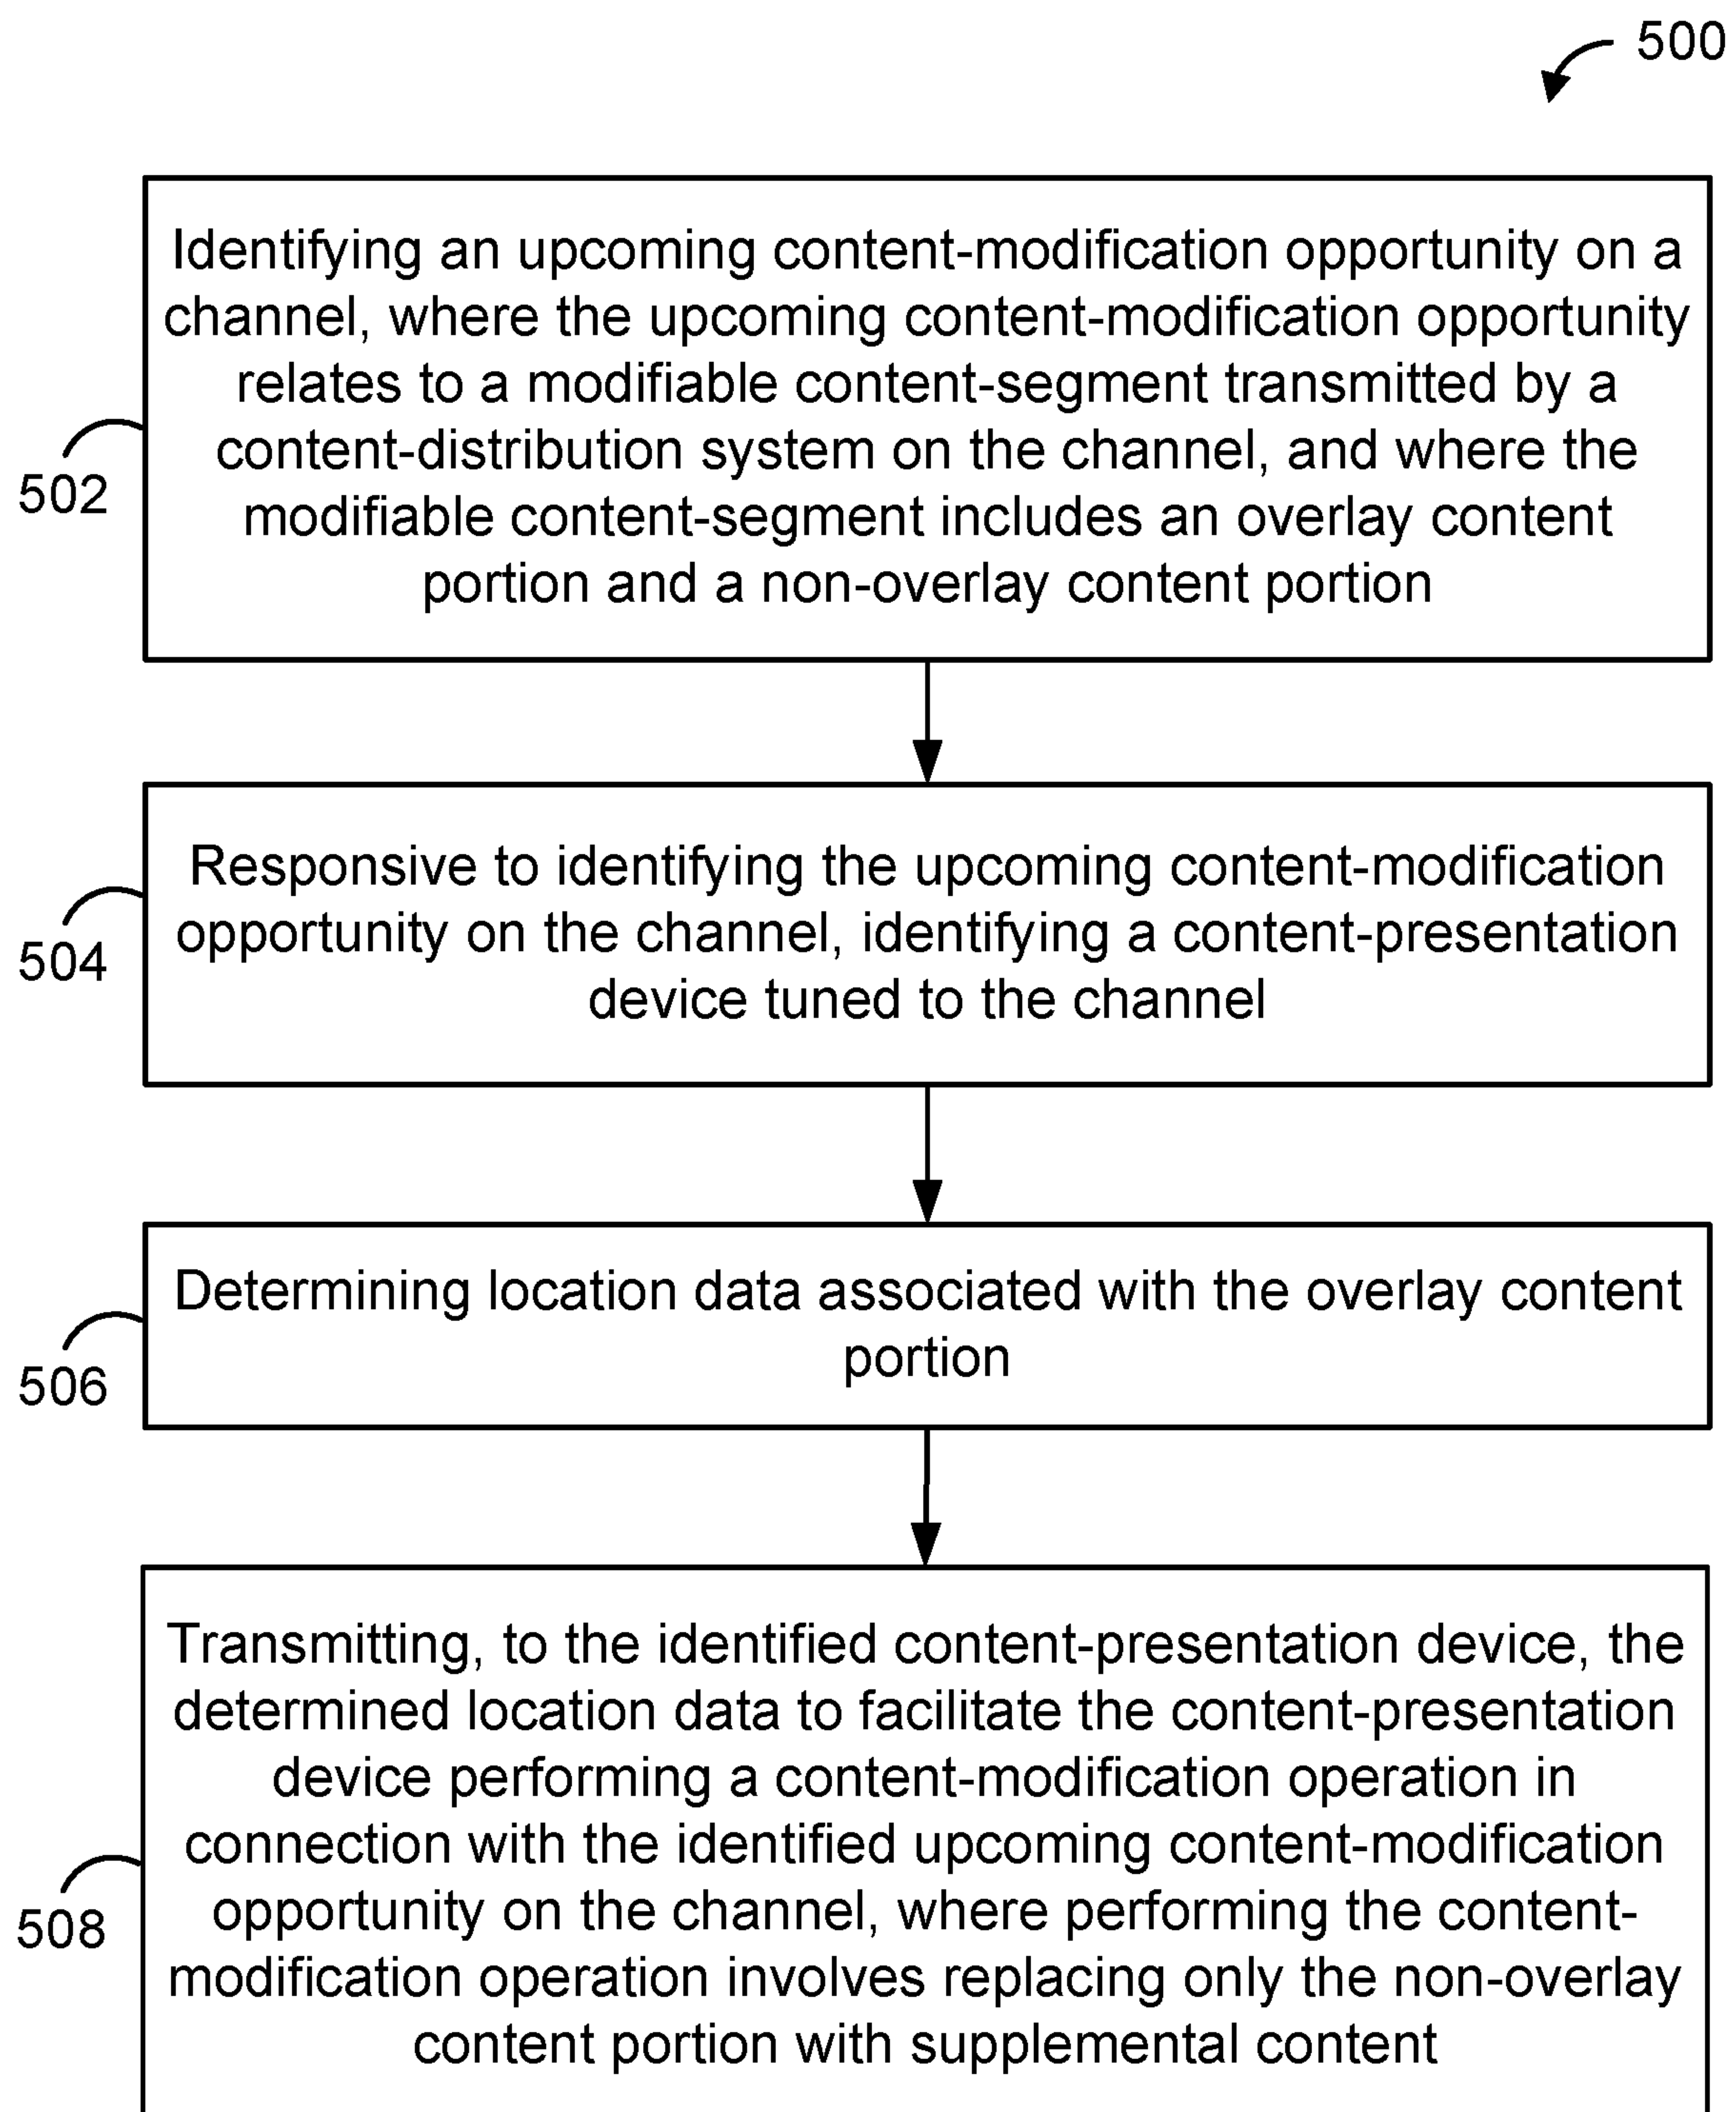 500
Identifying an upcoming content-modification opportunity on a
channel, where the upcoming content-modification opportunity
relates to a modifiable content-segment transmitted by a
content-distribution system on the channel, and where the
modifiable content-segment includes an overlay content
portion and a non-overlay content portion
502
Responsive to identifying the upcoming content-modification
opportunity on the channel, identifying a content-presentation
device tuned to the channel
504
Determining location data associated with the overlay content
portion
506
Transmitting, to the identified content-presentation device, the
determined location data to facilitate the content-presentation
device performing a content-modification operation in
connection with the identified upcoming content-modification
opportunity on the channel, where performing the content-
modification operation involves replacing only the non-overlay
content portion with supplemental content
508